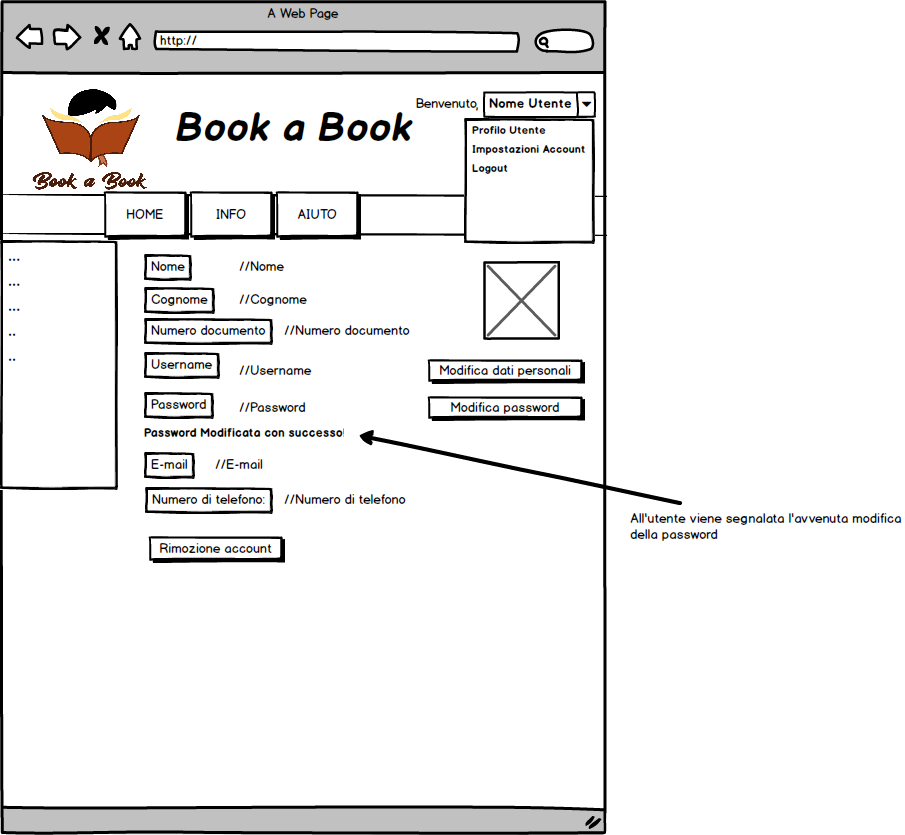 A Web Page
http://
Benvenuto, Nome Utente
Book a Book
Profilo Utente
Impostazioni Account
Logout
Book a Book
HOME INFO AIUTO
...
...
...
..
..
Nome //Nome
Cognome //Cognome
Numero documento //Numero documento
Username //Username
Password //Password
Password Modificata con successo!
E-mail //E-mail
Numero di telefono: //Numero di telefono
Rimozione account
Modifica dati personali
Modifica password
All'utente viene segnalata l'avvenuta modifica
della password